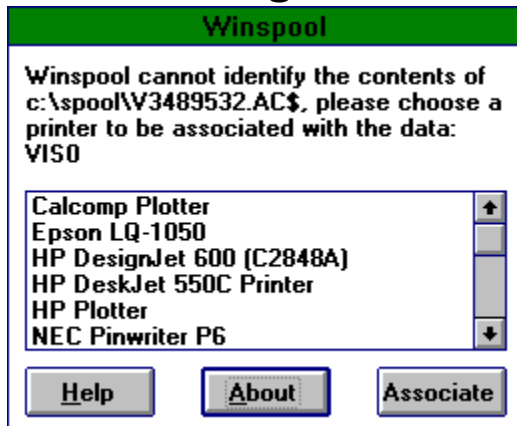 Winspool
Winspool cannot identify the contents of
c:\spool\V3489532.AC$, please choose a
printer to be associated with the data:
VIS0
Calcomp Plotter
Epson LQ-1050
HP DesignJet 600 (C2848A)
HP DeskJet 550C Printer
HP Plotter
NEC Pinwriter P6
Help
About
Associate